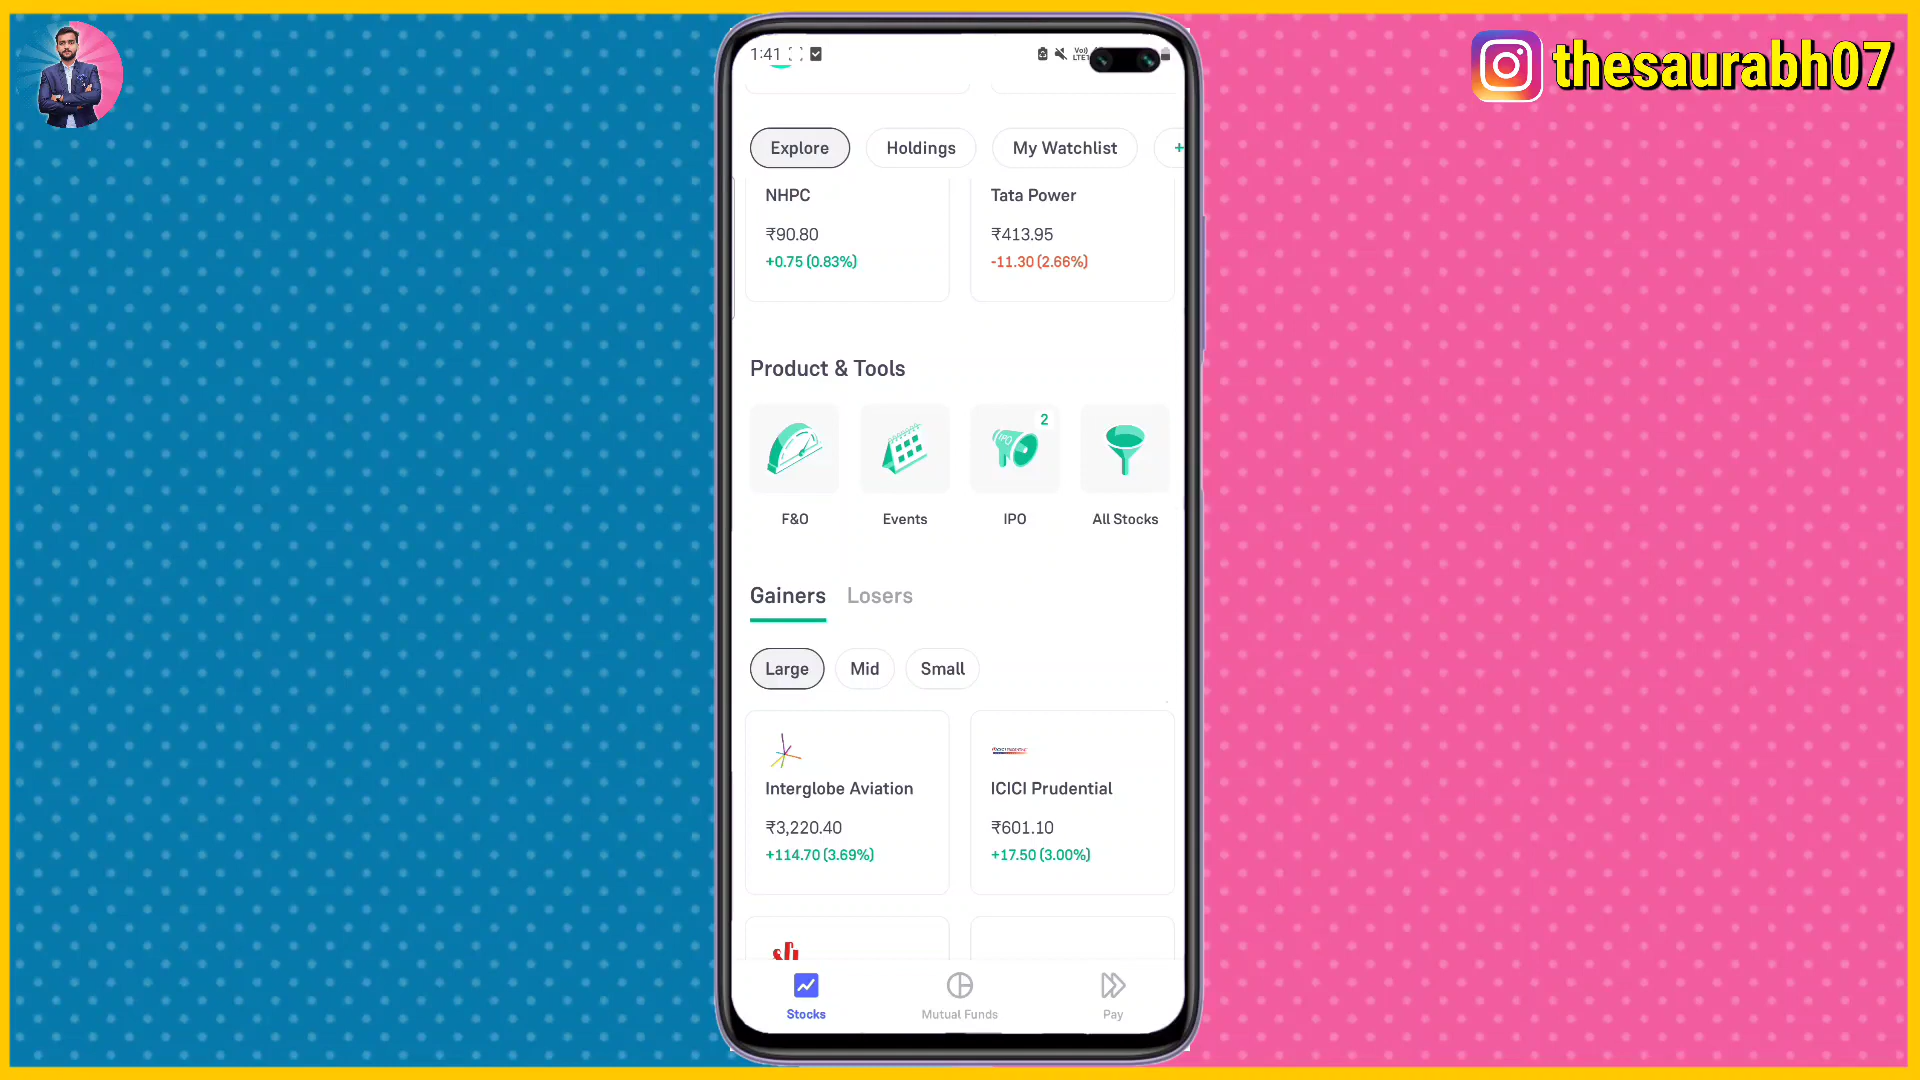 thesaurabh07
1:41
Explore Holdings My Watchlist +
NHPC Tata Power
₹90.80 ₹413.95
+0.75 (0.83%) -11.30 (2.66%)
Product & Tools
2
IPO
F&O Events IPO All Stocks
Gainers Losers
Large Mid Small
Interglobe Aviation ICICI Prudential
₹3,220.40 ₹601.10
+114.70 (3.69%) +17.50 (3.00%)
Stocks Mutual Funds Pay